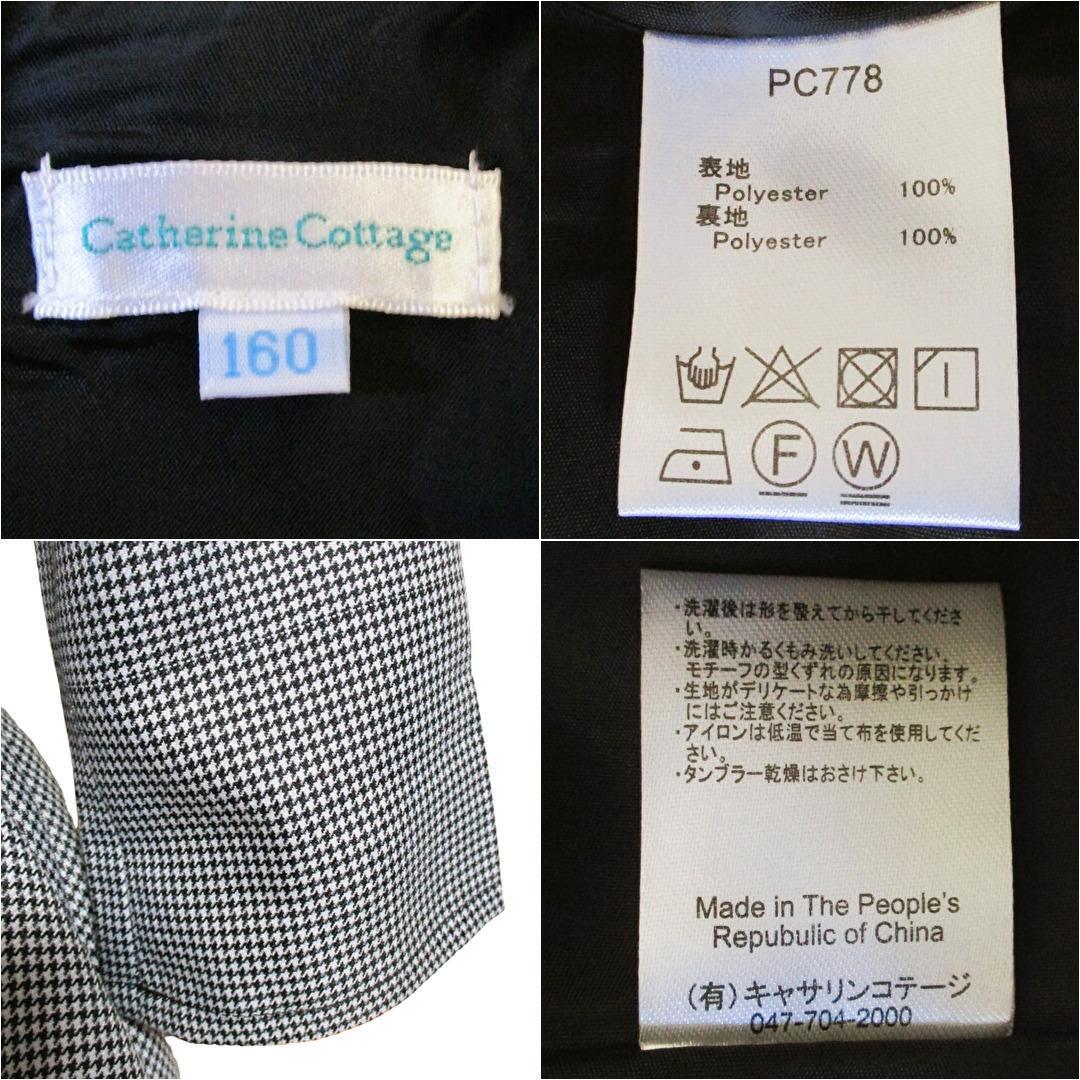 Catherine Cottage
160
PC778
表地
Polyester 100%
裏地
Polyester 100%
F
W
・洗濯後は形を整えてから干してくださ
い。
・洗濯時かるくもみ洗いしてください。
モチーフの型くずれの原因になります。
・生地がデリケートな為摩擦や引っかけ
にはご注意ください。
・アイロンは低温で当て布を使用してくだ
さい。
・タンブラー乾燥はおさけ下さい。
Made in The People's
Repubulic of China
(有)キャサリンコテージ
047-704-2000